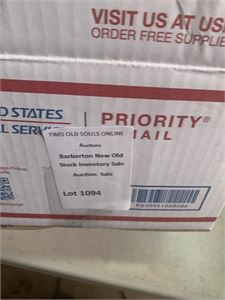 VISIT US AT US
ORDER FREE SUPPLIE
D STATES
L SERVI
PRIORITY®
MAIL
TWO OLD SOULS ONLINE
Auctions
Barberton New Old
Stock Inventory Sale
Auction Sale
Lot 1094